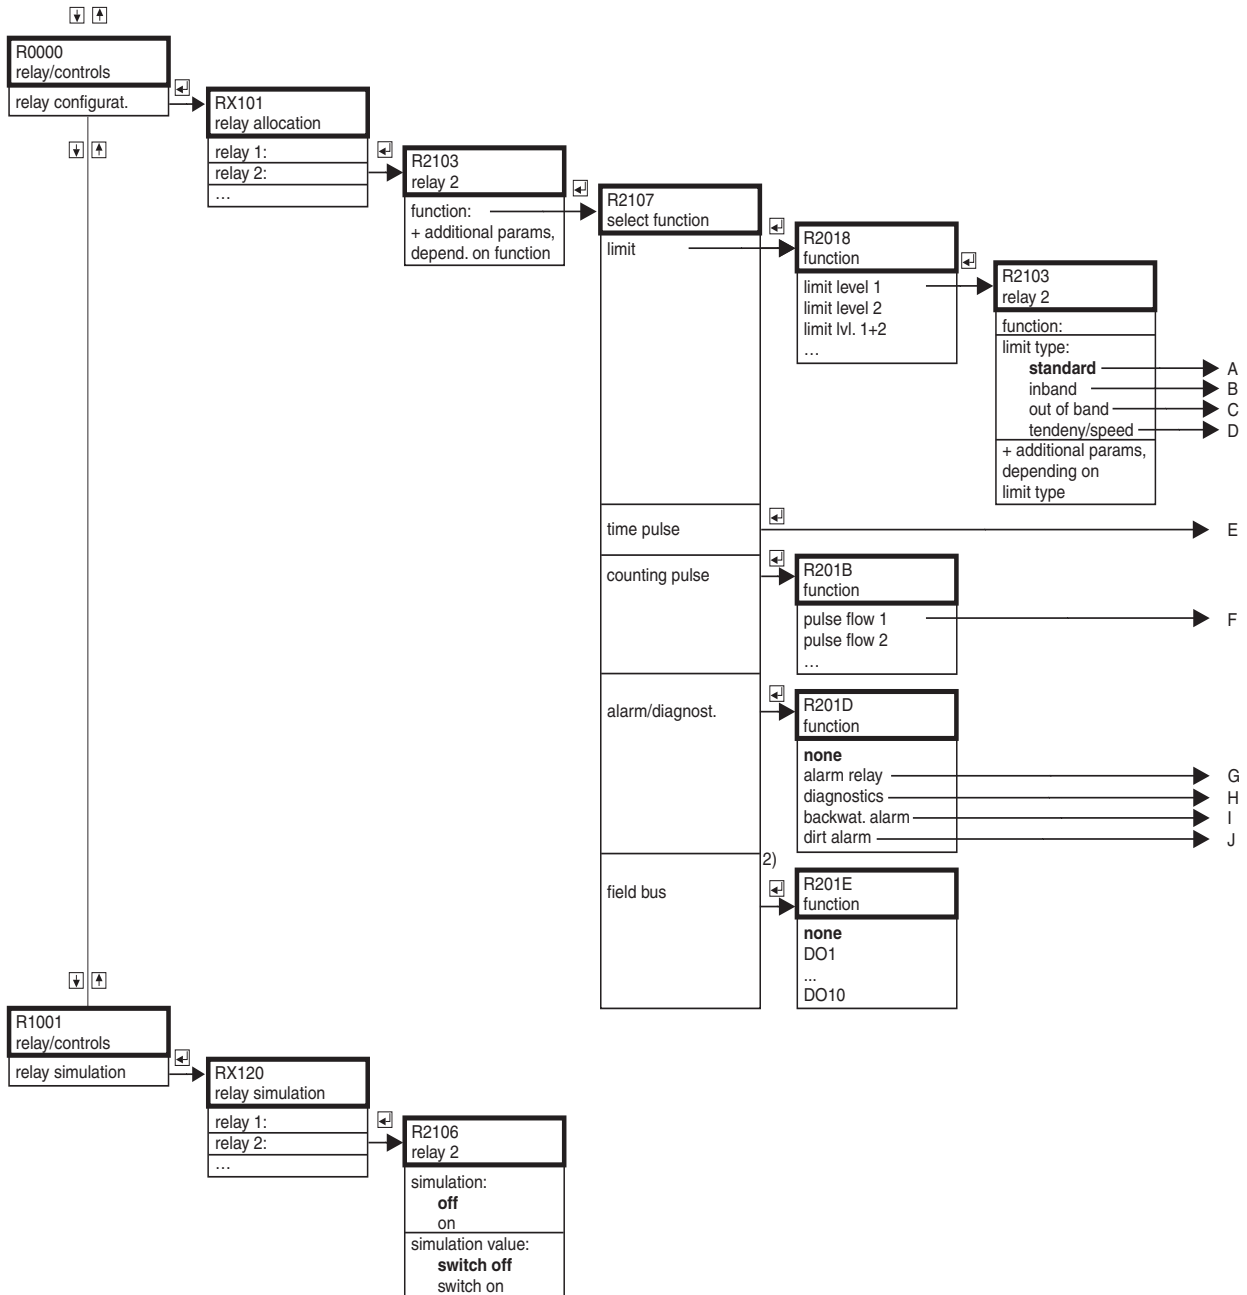 R0000
relay/controls
relay configurat.
RX101
relay allocation
relay 1:
relay 2:
...
R2103
relay 2
function:
+ additional params,
depend. on function
R2107
select function
limit
R2018
function
limit level 1
limit level 2
limit lvl. 1+2
...
R2103
relay 2
function:
limit type:
standard
A
inband
B
out of band
C
tendeny/speed
D
+ additional params,
depending on
limit type
time pulse
E
counting pulse
R201B
function
pulse flow 1
F
pulse flow 2
...
alarm/diagnost.
R201D
function
none
alarm relay
G
diagnostics
H
backwat. alarm
I
dirt alarm
J
2)
field bus
R201E
function
none
DO1
...
DO10
R1001
relay/controls
relay simulation
RX120
relay simulation
relay 1:
relay 2:
...
R2106
relay 2
simulation:
off
on
simulation value:
switch off
switch on